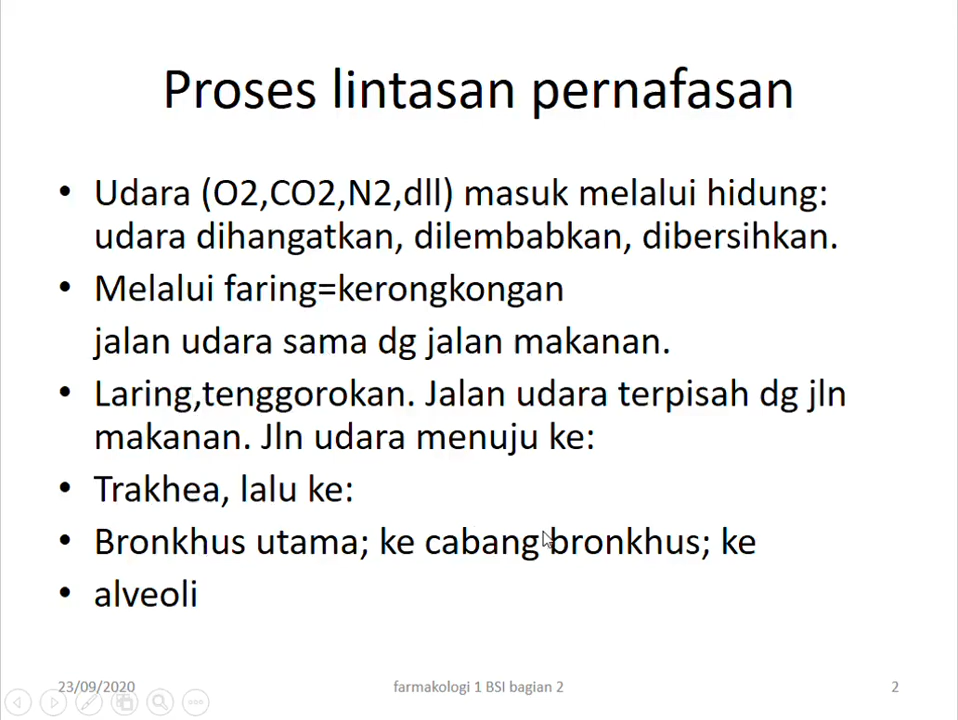 Proses lintasan pernafasan
• Udara (O2,CO2,N2,dll) masuk melalui hidung:
udara dihangatkan, dilembabkan, dibersihkan.
• Melalui faring=kerongkongan
jalan udara sama dg jalan makanan.
• Laring,tenggorokan. Jalan udara terpisah dg jln
makanan. Jln udara menuju ke:
• Trakhea, lalu ke:
• Bronkhus utama; ke cabang bronkhus; ke
• alveoli
23/09/2020
farmakologi 1 BSI bagian 2
2